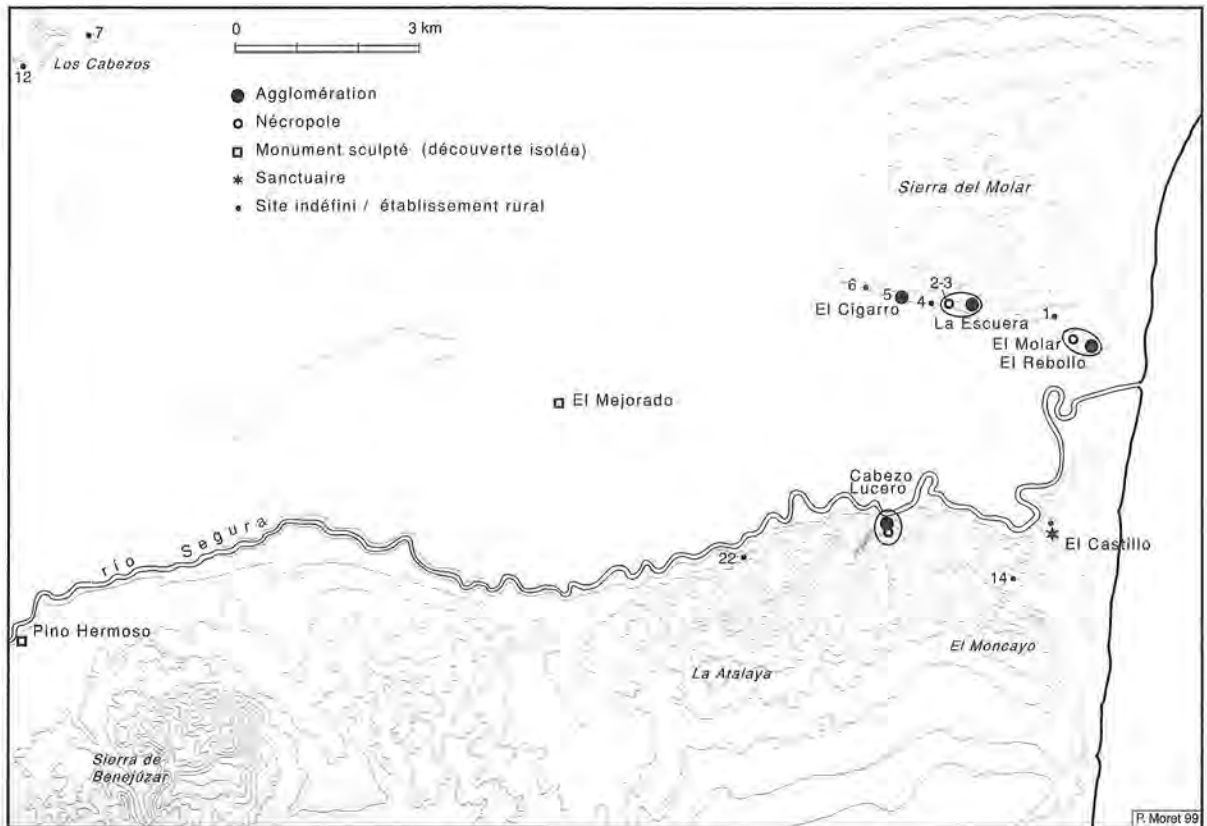 0 3 km
7
Los Cabezos
12
Agglomération
Nécropole
Monument sculpté (découverte isolée)
Sanctuaire
Site indéfini / établissement rural
Sierra del Molar
6
5
El Cigarro
4
2-3
La Escuera
1
El Molar
El Rebollo
El Mejorado
Cabezo
Lucero
río Segura
22
El Castillo
14
Pino Hermoso
El Moncayo
La Atalaya
Sierra de
Benejúzar
P. Moret 99